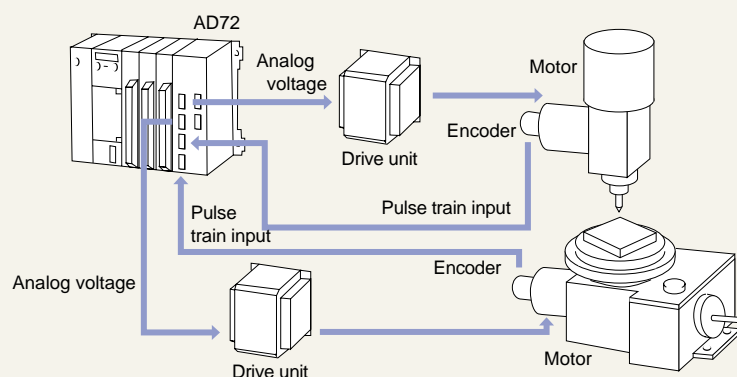 AD72
Analog
voltage
Motor
Encoder
Drive unit
Pulse train input
Pulse
train input
Encoder
Analog voltage
Motor
Drive unit